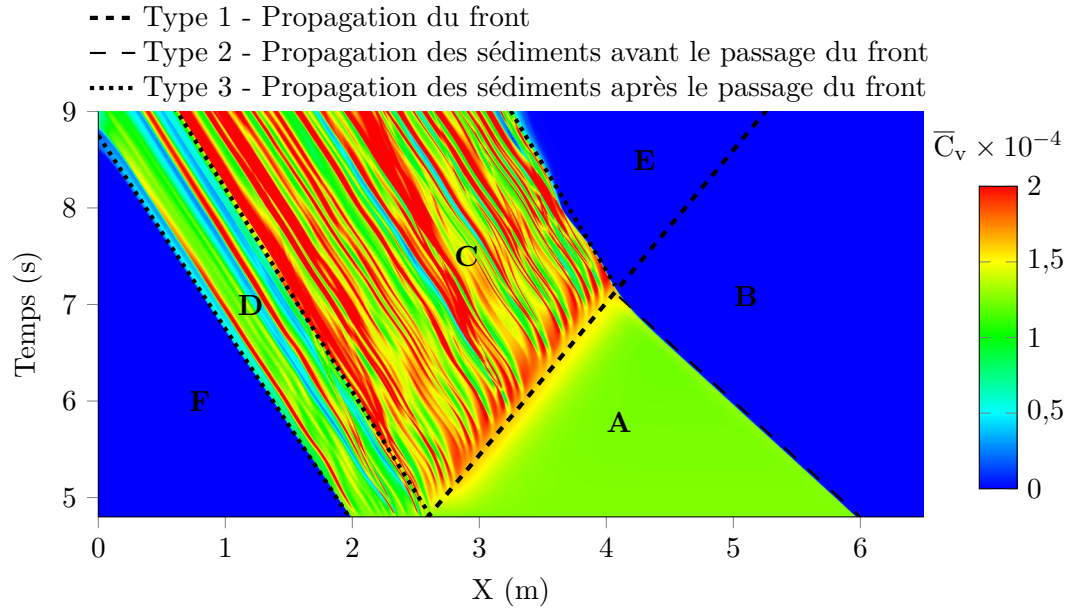 Type 1 - Propagation du front
Type 2 - Propagation des sédiments avant le passage du front
Type 3 - Propagation des sédiments après le passage du front
9
8
7
6
5
Temps (s)
0
1
2
3
4
5
6
X (m)
A
B
C
D
E
F
C̅v × 10⁻⁴
2
1,5
1
0,5
0